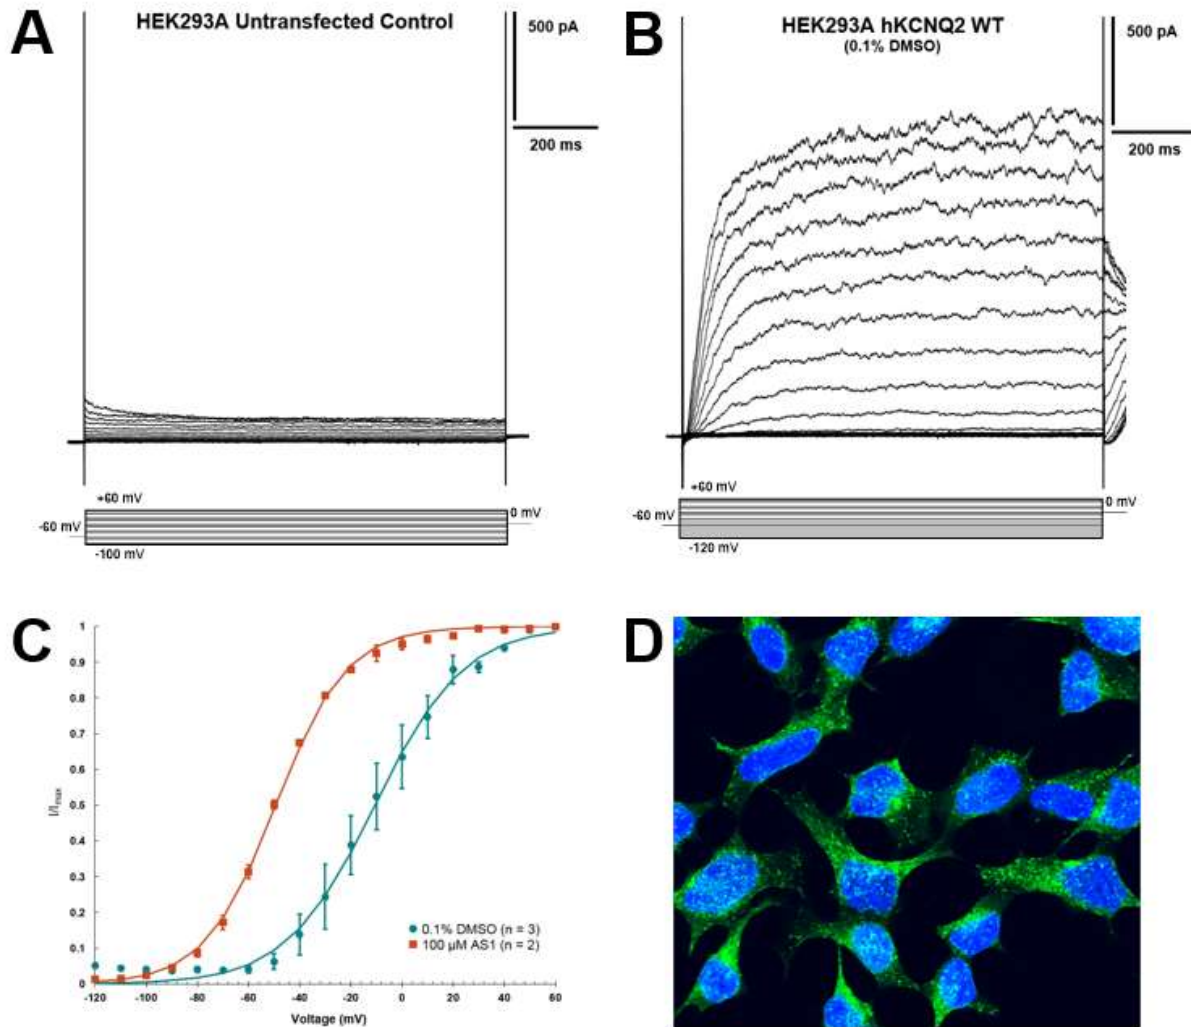 A
HEK293A Untransfected Control
500 pA
200 ms
+60 mV
-60 mV
0 mV
-100 mV
B
HEK293A hKCNQ2 WT
(0.1% DMSO)
500 pA
200 ms
+60 mV
-60 mV
0 mV
-120 mV
C
1
0.9
0.8
0.7
0.6
0.5
0.4
0.3
0.2
0.1
0
I/Imax
0.1% DMSO (n = 3)
100 µM AS1 (n = 2)
-120 -100 -80 -60 -40 -20 0 20 40 60
Voltage (mV)
D